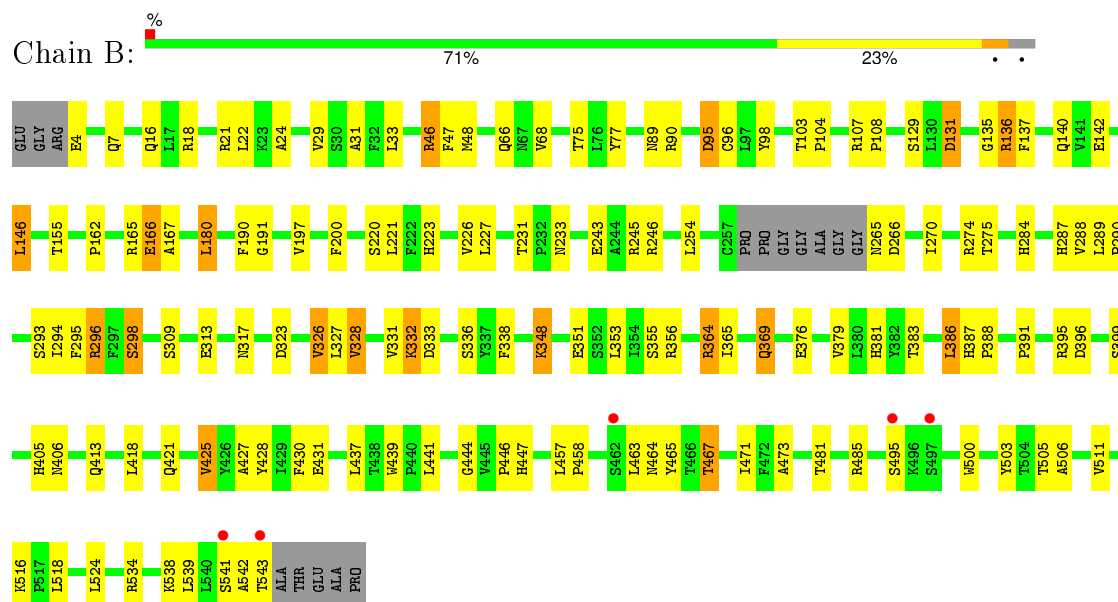 %
Chain B:
71% 23% • •
GLU GLY ARG E4 Q7 Q16 L17 R18 R21 L22 K23 A24 V29 S30 A31 F32 L33 R46 F47 M48 Q66 N67 V68 T75 L76 Y77 N89 R90 D95 C96 L97 Y98 T103 P104 R107 P108 S129 L130 D131 G135 R136 F137 Q140 V141 E142
L146 T155 P162 R165 E166 A167 L180 F190 G191 V197 F200 S220 L221 F222 H223 V226 L227 T231 P232 N233 E243 A244 R245 R246 L254 C257 PRO PRO GLY GLY ALA GLY GLY N265 D266 I270 R274 T275 H284 H287 V288 L289 P290
S293 I294 F295 R296 F297 S298 S309 E313 N317 D323 V326 L327 V328 V331 K332 D333 S336 Y337 F338 K348 E351 S352 L353 I354 S355 R356 R364 I365 Q369 E376 V379 L380 H381 Y382 T383 L386 H387 P388 P391 R395 D396 S399
H405 N406 Q413 L418 Q421 V425 Y426 A427 Y428 I429 F430 E431 L437 T438 W439 P440 L441 G444 V445 P446 H447 L457 P458 S462 L463 N464 Y465 T466 T467 I471 F472 A473 T481 R485 S495 K496 S497 W500 Y503 T504 T505 A506 V511
K516 P517 L518 L524 R534 K538 L539 L540 S541 A542 T543 ALA THR GLU ALA PRO